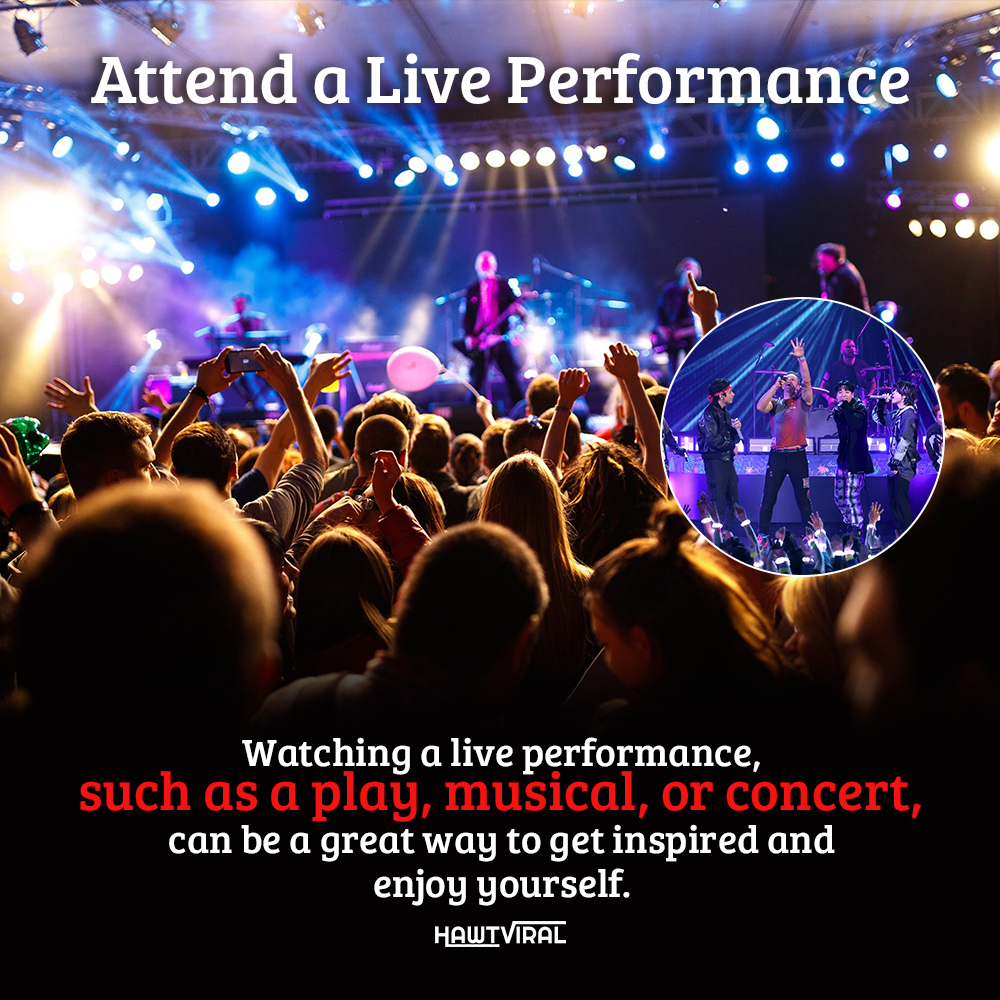 Attend a Live Performance
Watching a live performance,
such as a play, musical, or concert,
can be a great way to get inspired and
enjoy yourself.
HAWTVIRAL